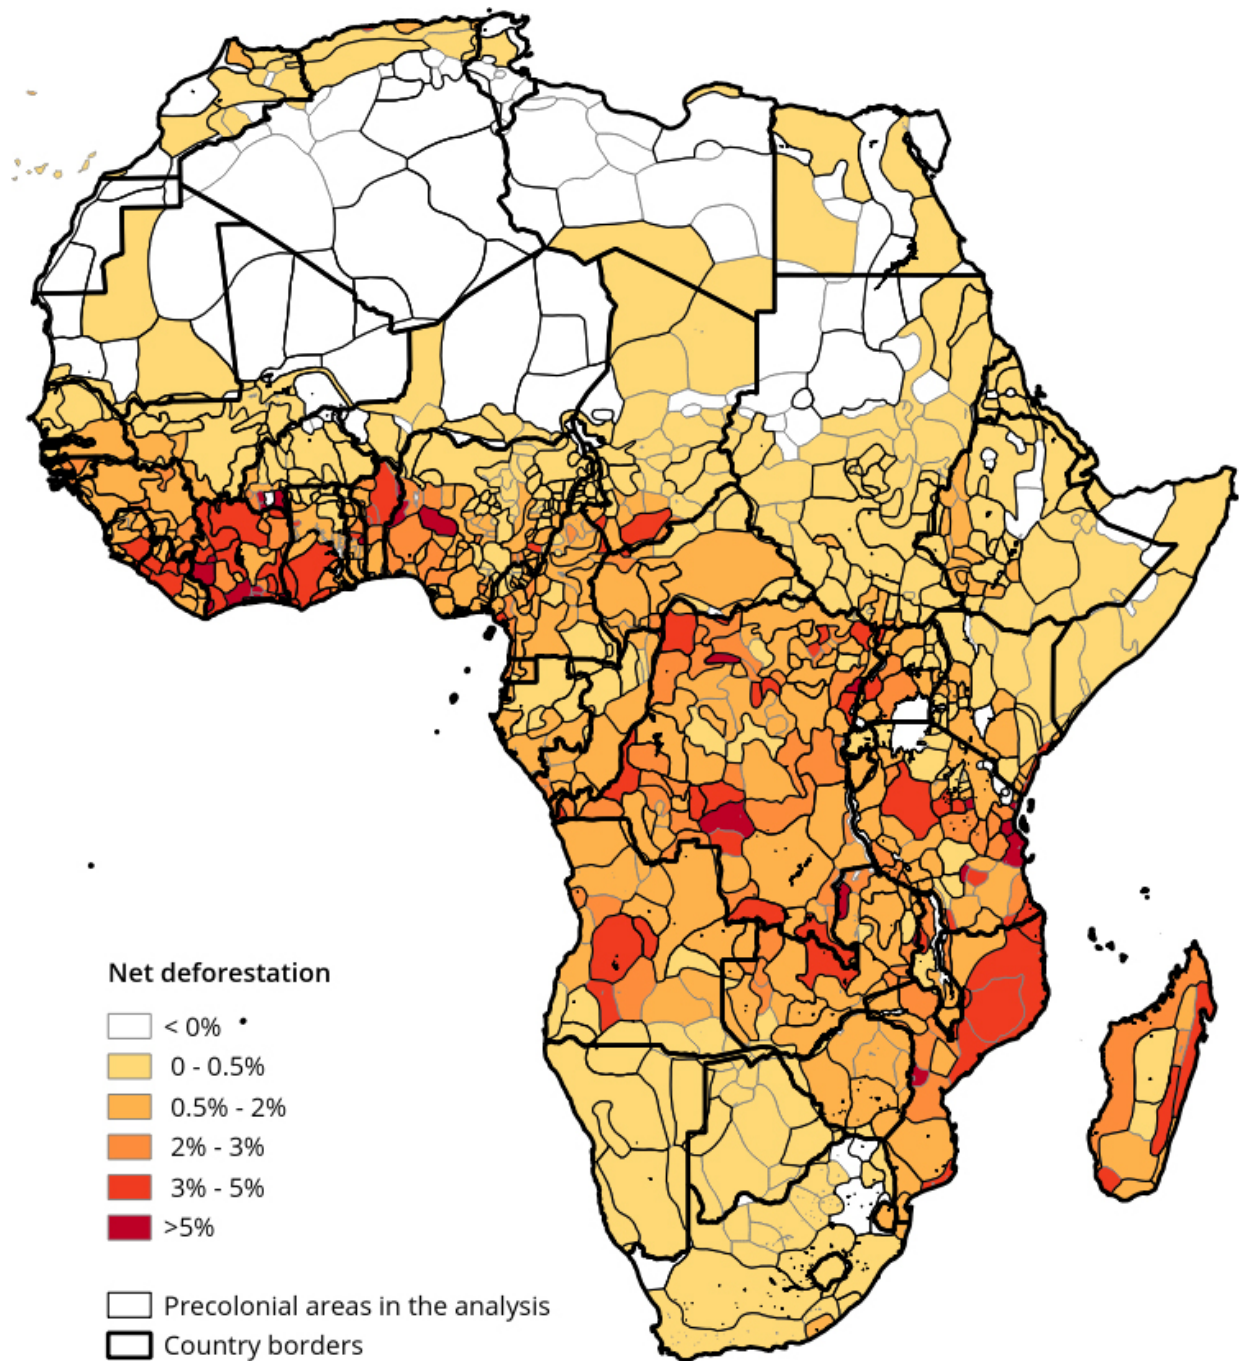 Net deforestation
< 0%
0 - 0.5%
0.5% - 2%
2% - 3%
3% - 5%
>5%
Precolonial areas in the analysis
Country borders